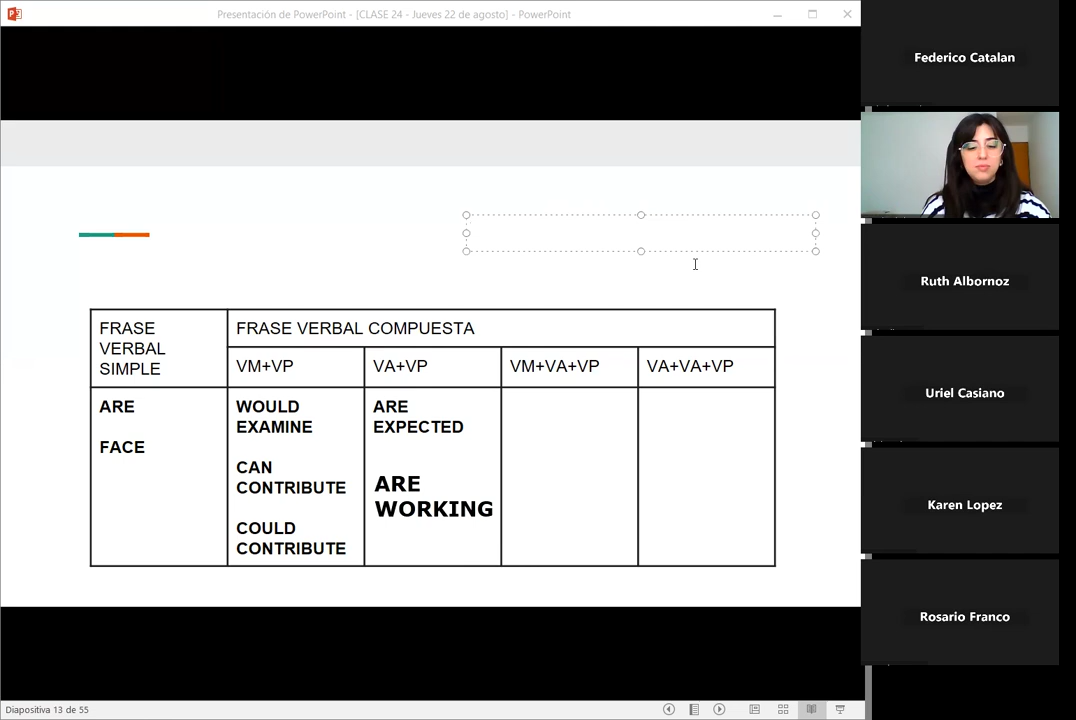 Presentación de PowerPoint - [CLASE 24 - Jueves 22 de agosto] - PowerPoint
FRASE
VERBAL
SIMPLE
FRASE VERBAL COMPUESTA
VM+VP
VA+VP
VM+VA+VP
VA+VA+VP
ARE
FACE
WOULD
EXAMINE
CAN
CONTRIBUTE
COULD
CONTRIBUTE
ARE
EXPECTED
ARE
WORKING
Diapositiva 13 de 55
Federico Catalan
Ruth Albornoz
Uriel Casiano
Karen Lopez
Rosario Franco